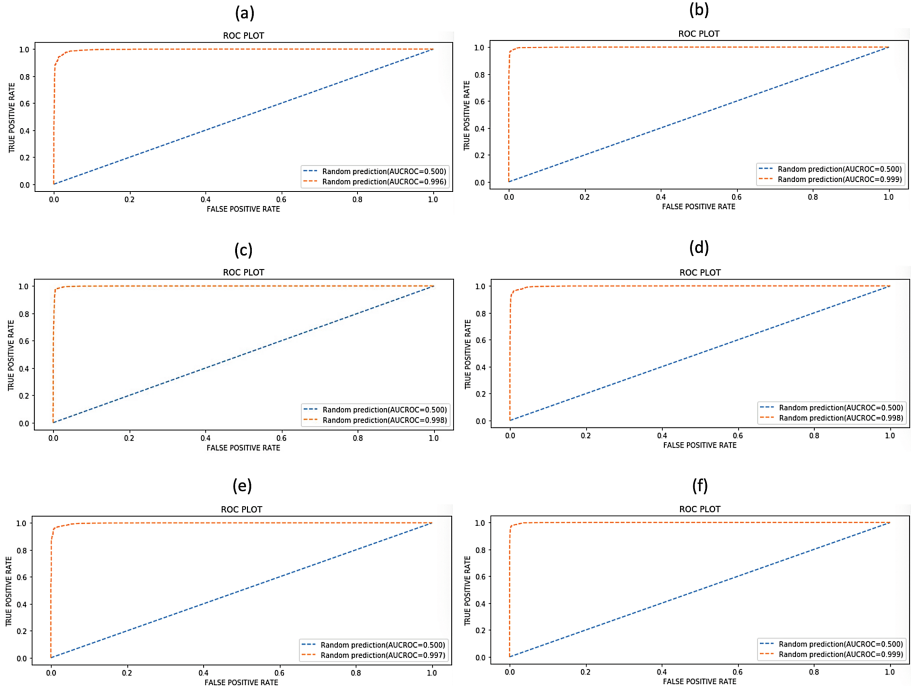 (a)
ROC PLOT
1.0
0.8
0.6
0.4
0.2
0.0
TRUE POSITIVE RATE
Random prediction(AUCROC=0.500)
Random prediction(AUCROC=0.996)
0.0 0.2 0.4 0.6 0.8 1.0
FALSE POSITIVE RATE
(b)
ROC PLOT
1.0
0.8
0.6
0.4
0.2
0.0
TRUE POSITIVE RATE
Random prediction(AUCROC=0.500)
Random prediction(AUCROC=0.999)
0.0 0.2 0.4 0.6 0.8 1.0
FALSE POSITIVE RATE
(c)
ROC PLOT
1.0
0.8
0.6
0.4
0.2
0.0
TRUE POSITIVE RATE
Random prediction(AUCROC=0.500)
Random prediction(AUCROC=0.998)
0.0 0.2 0.4 0.6 0.8 1.0
FALSE POSITIVE RATE
(d)
ROC PLOT
1.0
0.8
0.6
0.4
0.2
0.0
TRUE POSITIVE RATE
Random prediction(AUCROC=0.500)
Random prediction(AUCROC=0.998)
0.0 0.2 0.4 0.6 0.8 1.0
FALSE POSITIVE RATE
(e)
ROC PLOT
1.0
0.8
0.6
0.4
0.2
0.0
TRUE POSITIVE RATE
Random prediction(AUCROC=0.500)
Random prediction(AUCROC=0.997)
0.0 0.2 0.4 0.6 0.8 1.0
FALSE POSITIVE RATE
(f)
ROC PLOT
1.0
0.8
0.6
0.4
0.2
0.0
TRUE POSITIVE RATE
Random prediction(AUCROC=0.500)
Random prediction(AUCROC=0.999)
0.0 0.2 0.4 0.6 0.8 1.0
FALSE POSITIVE RATE